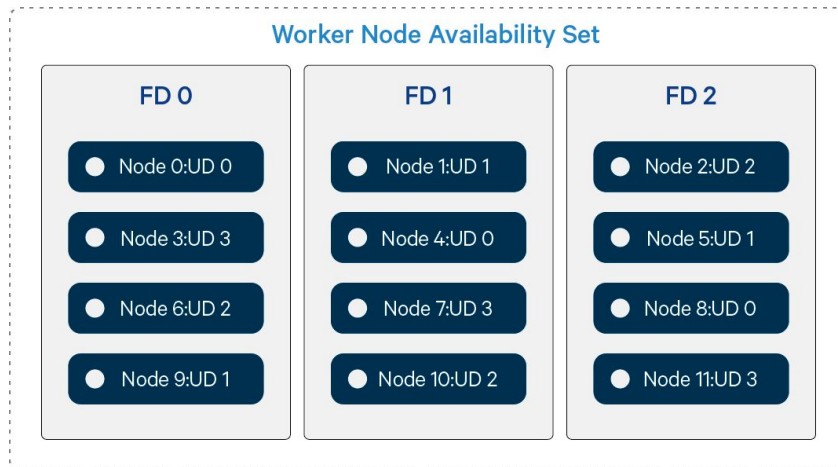 Worker Node Availability Set
FD 0
Node 0:UD 0
Node 3:UD 3
Node 6:UD 2
Node 9:UD 1
FD 1
Node 1:UD 1
Node 4:UD 0
Node 7:UD 3
Node 10:UD 2
FD 2
Node 2:UD 2
Node 5:UD 1
Node 8:UD 0
Node 11:UD 3